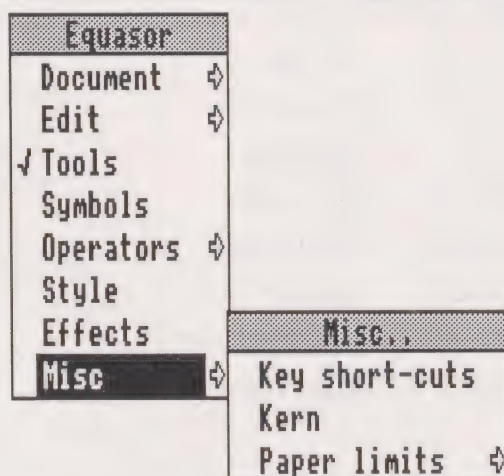 Equasor
Document ⇨
Edit ⇨
√ Tools
Symbols
Operators ⇨
Style
Effects
Misc ⇨
Misc..
Key short-cuts
Kern
Paper limits ⇨